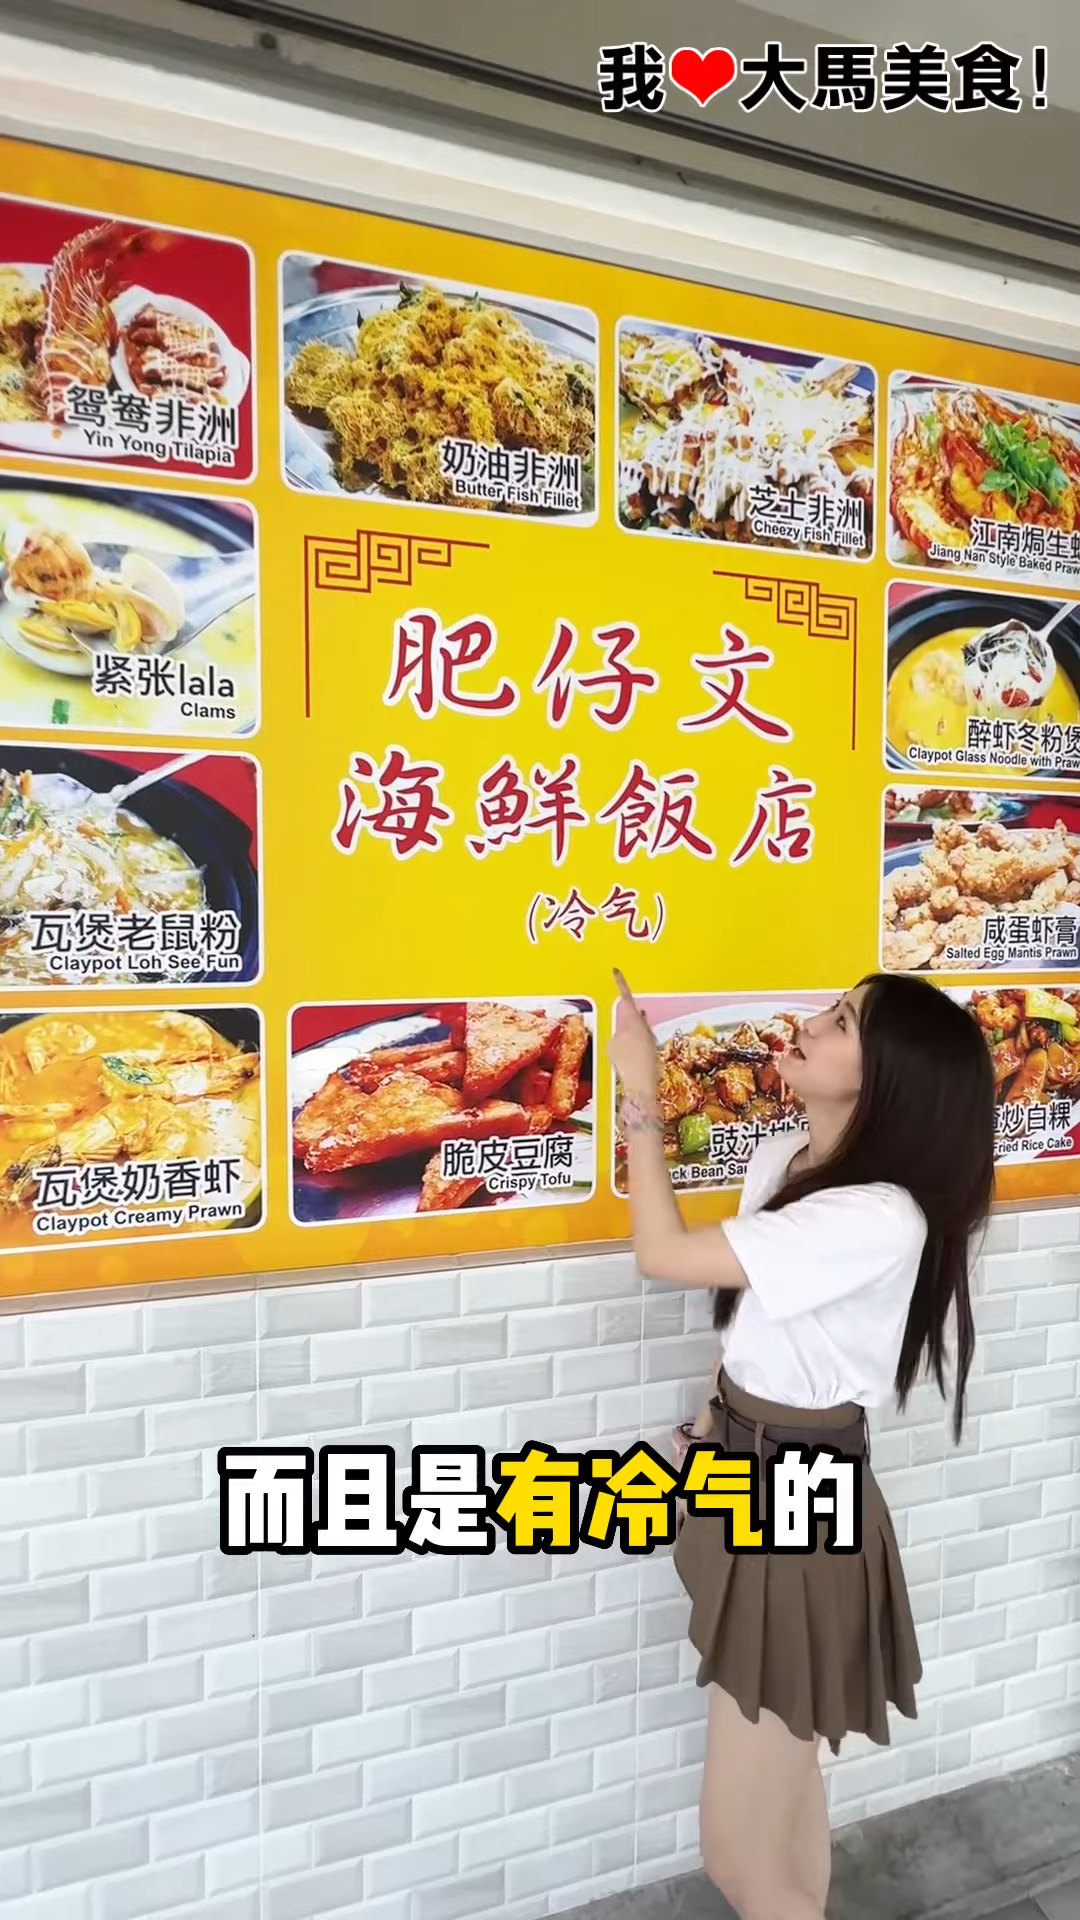 我❤大馬美食！
鸳鸯非洲
Yin Yong Tilapia
奶油非洲
Butter Fish Fillet
芝士非洲
Cheezy Fish Fillet
江南焗生
Jiang Nan Style Baked
紧张lala
Clams
肥仔文
海鮮飯店
(冷气)
醉虾冬粉煲
Claypot Glass Noodle with
瓦煲老鼠粉
Claypot Loh See Fun
咸蛋虾膏
Salted Egg Mantis Prawn
瓦煲奶香虾
Claypot Creamy Prawn
脆皮豆腐
Crispy Tofu
豉汁
Bean
炒白粿
Fried Rice Cake
而且是有冷气的